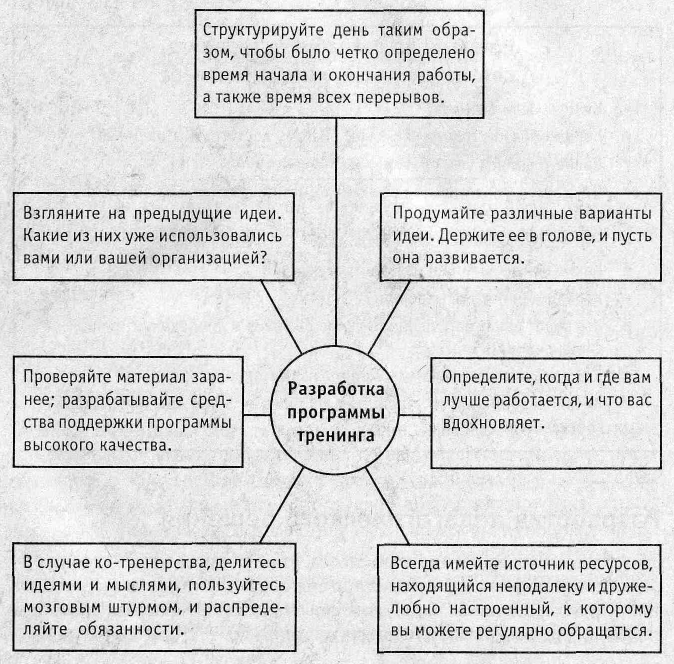 Структурируйте день таким обра-
зом, чтобы было четко определено
время начала и окончания работы,
а также время всех перерывов.
Взгляните на предыдущие идеи.
Какие из них уже использовались
вами или вашей организацией?
Продумайте различные варианты
идеи. Держите ее в голове, и пусть
она развивается.
Проверяйте материал зара-
нее; разрабатывайте сред-
ства поддержки программы
высокого качества.
Разработка
программы
тренинга
Определите, когда и где вам
лучше работается, и что вас
вдохновляет.
В случае ко-тренерства, делитесь
идеями и мыслями, пользуйтесь
мозговым штурмом, и распреде-
ляйте обязанности.
Всегда имейте источник ресурсов,
находящийся неподалеку и друже-
любно настроенный, к которому
вы можете регулярно обращаться.